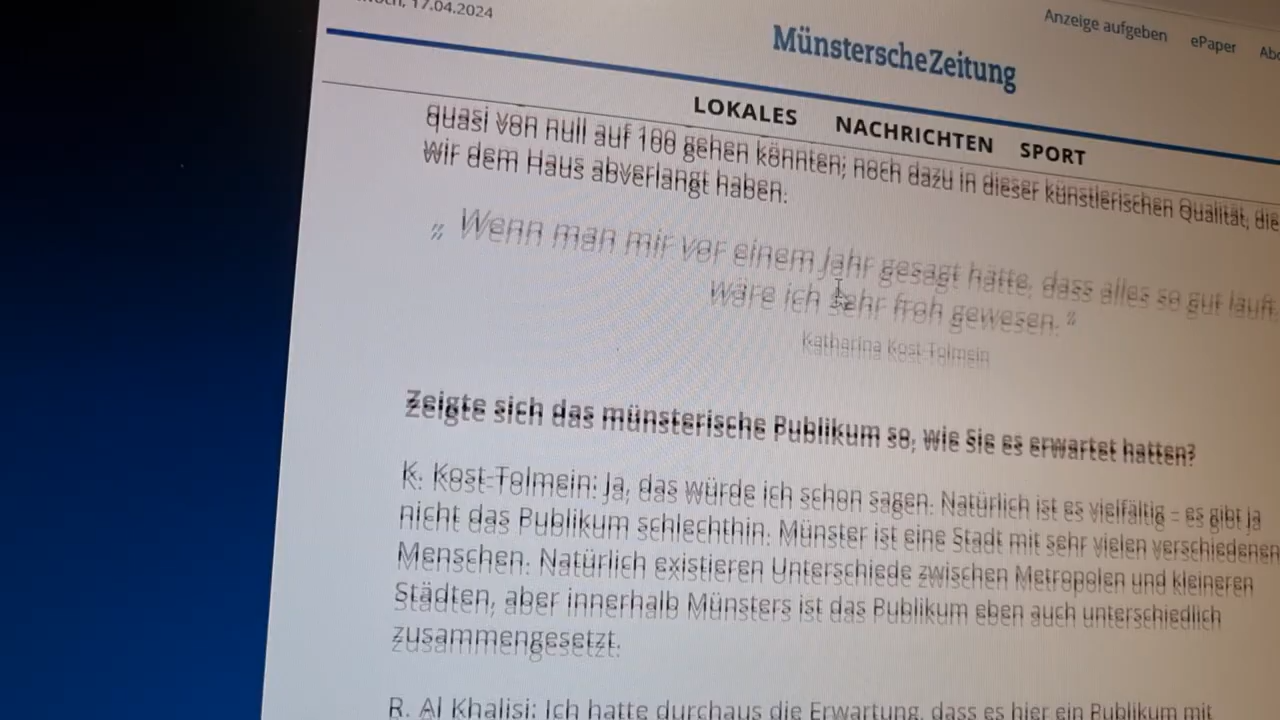 17.04.2024
Anzeige aufgeben ePaper
MünsterscheZeitung
LOKALES NACHRICHTEN SPORT
quasi von null auf 100 gehen könnten; noch dazu in dieser künstlerischen Qualität, die
wir dem Haus abverlangt haben.
„ Wenn man mir vor einem Jahr gesagt hätte, dass alles so gut läuft,
wäre ich sehr froh gewesen. “
Katharina Kost-Tolmein
Zeigte sich das münsterische Publikum so, wie Sie es erwartet hatten?
K. Kost-Tolmein: Ja, das würde ich schon sagen. Natürlich ist es vielfältig – es gibt ja
nicht das Publikum schlechthin. Münster ist eine Stadt mit sehr vielen verschiedenen
Menschen. Natürlich existieren Unterschiede zwischen Metropolen und kleineren
Städten, aber innerhalb Münsters ist das Publikum eben auch unterschiedlich
zusammengesetzt.
R. Al Khalisi: Ich hatte durchaus die Erwartung, dass es hier ein Publikum mit